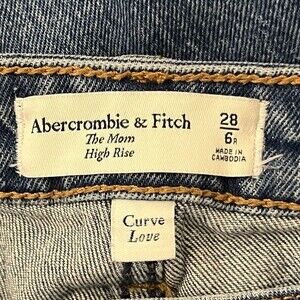 Abercrombie & Fitch
The Mom
High Rise
28
6R
MADE IN
CAMBODIA
Curve
Love